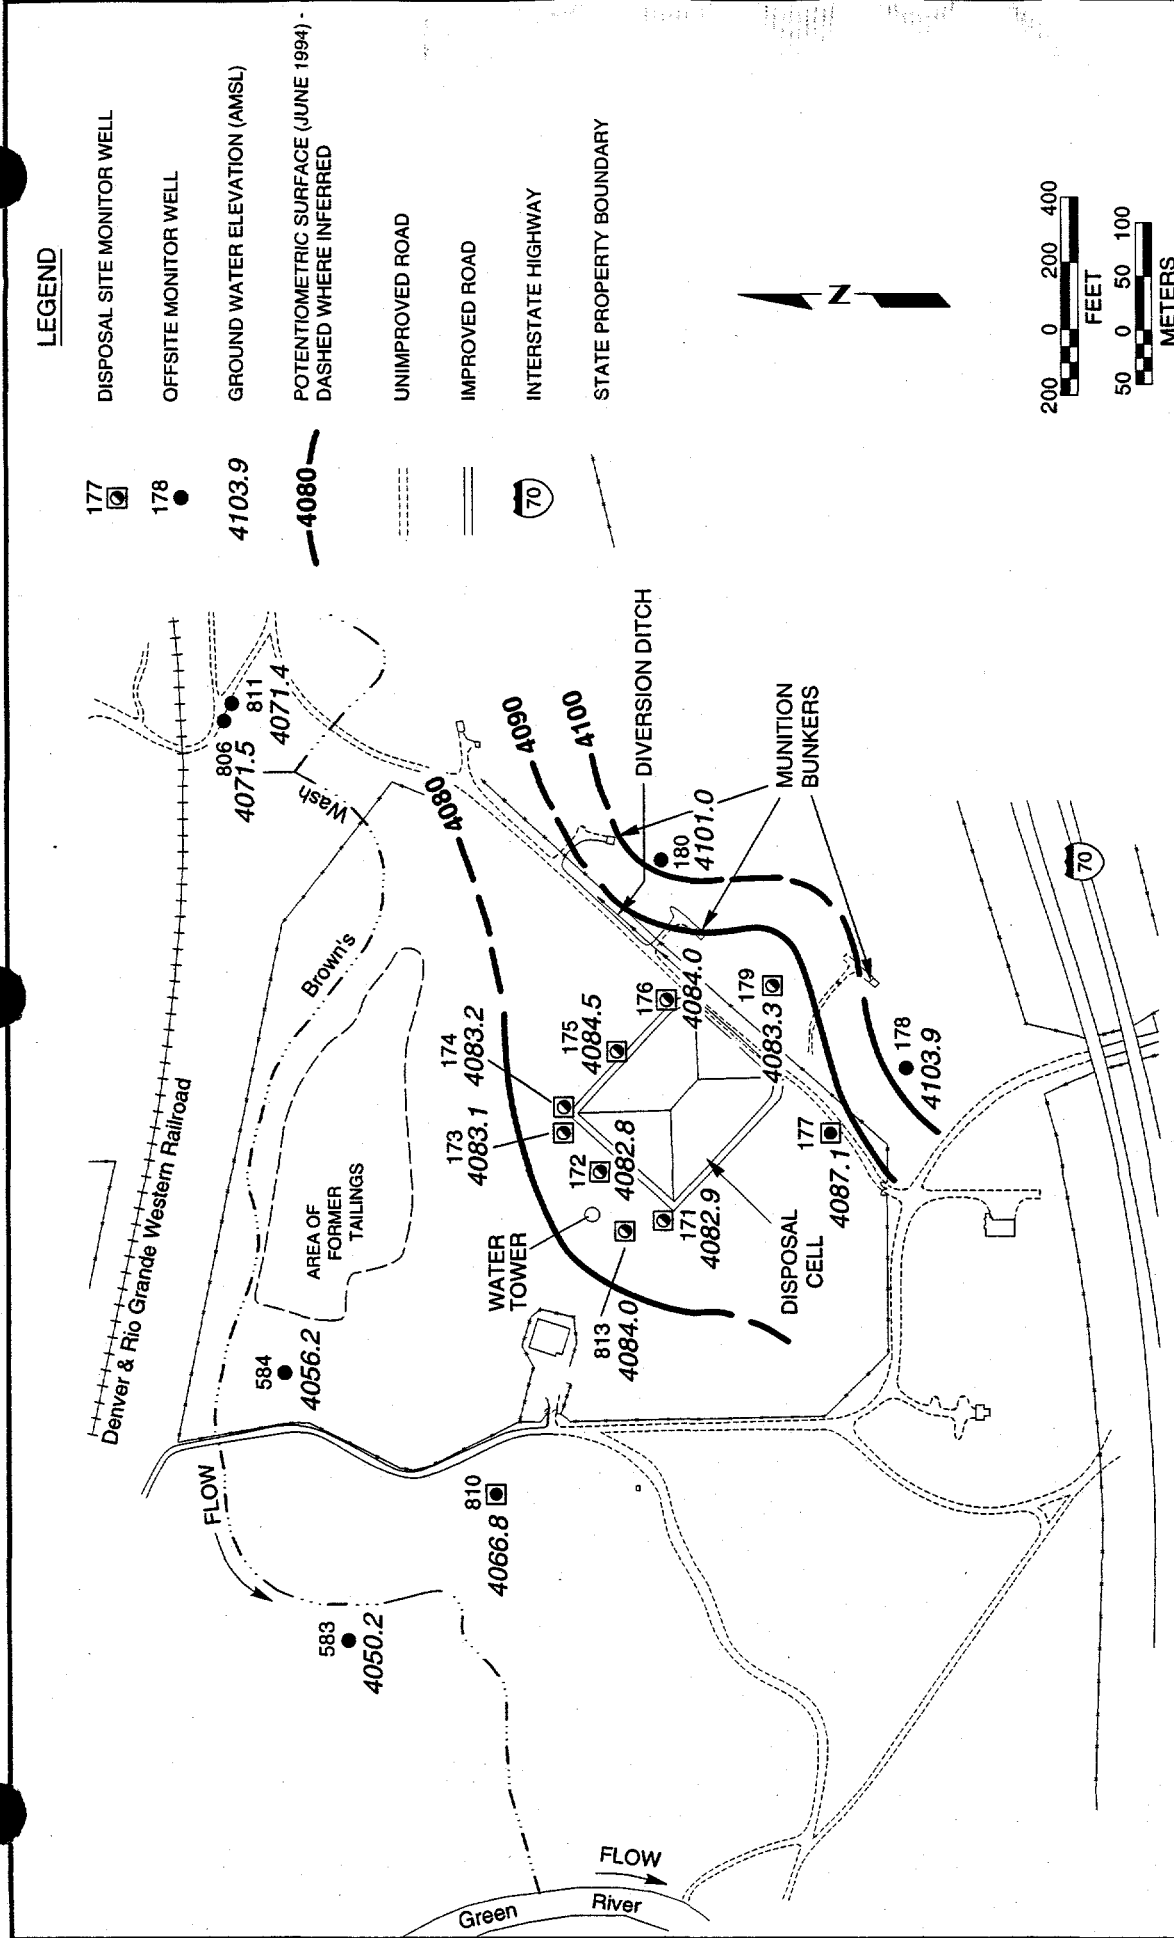 LEGEND
177
DISPOSAL SITE MONITOR WELL
178
OFFSITE MONITOR WELL
4103.9
GROUND WATER ELEVATION (AMSL)
4080
POTENTIOMETRIC SURFACE (JUNE 1994) -
DASHED WHERE INFERRED
UNIMPROVED ROAD
IMPROVED ROAD
70
INTERSTATE HIGHWAY
STATE PROPERTY BOUNDARY
N
200 0 200 400
FEET
50 0 50 100
METERS
Denver & Rio Grande Western Railroad
806
4071.5
811
4071.4
Wash
Brown's
AREA OF
FORMER
TAILINGS
584
4056.2
FLOW
583
4050.2
810
4066.8
4080
4090
4100
DIVERSION DITCH
MUNITION
BUNKERS
180
4101.0
174
4083.2
173
4083.1
175
4084.5
176
4084.0
179
4083.3
172
4082.8
171
4082.9
WATER
TOWER
813
4084.0
DISPOSAL
CELL
177
4087.1
178
4103.9
70
FLOW
Green River